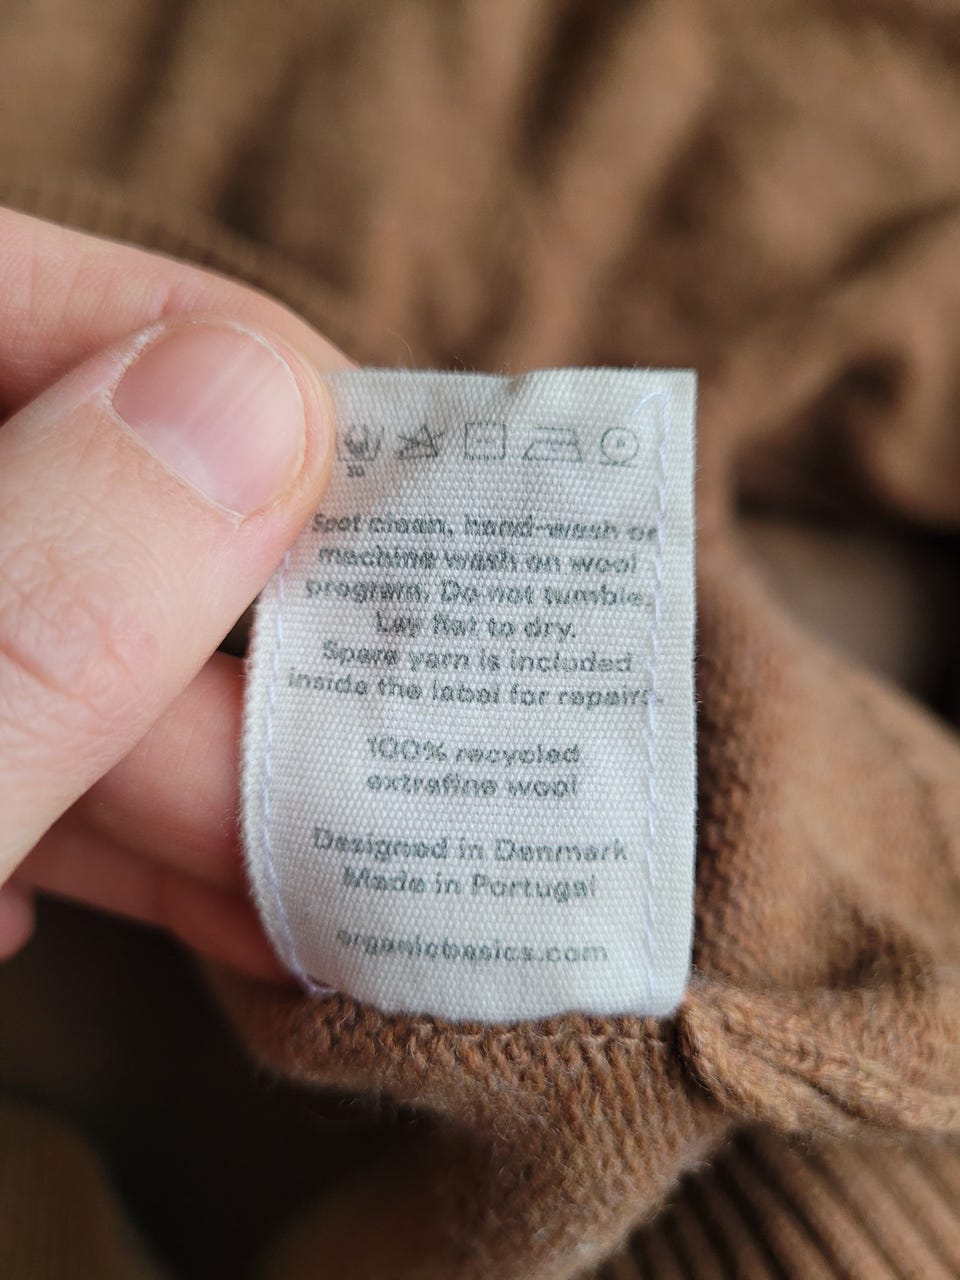 30
Spot clean, hand-wash or
machine wash on wool
program. Do not tumble.
Lay flat to dry.
Spare yarn is included
inside the label for repairs.
100% recycled
extrafine wool
Designed in Denmark
Made in Portugal
organicbasics.com